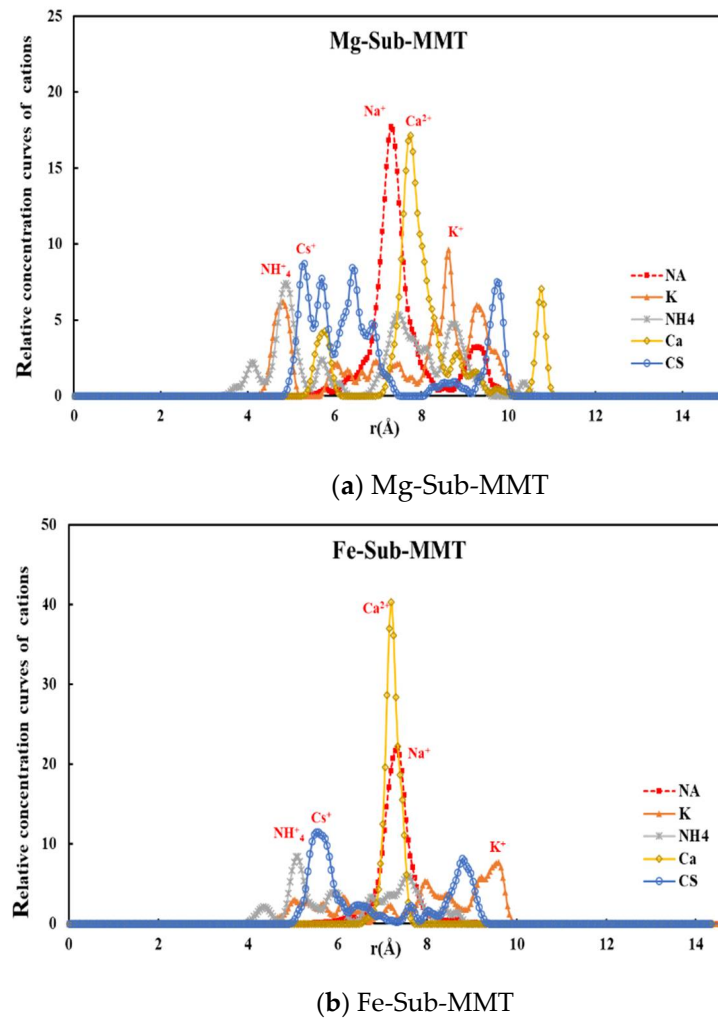 25
Mg-Sub-MMT
20
Na⁺
Ca²⁺
15
K⁺
10
Cs⁺
NH⁺₄
5
0
Relative concentration curves of cations
NA
K
NH4
Ca
CS
0 2 4 6 8 10 12 14
r(Å)
(a) Mg-Sub-MMT
50
Fe-Sub-MMT
40
Ca²⁺
30
20
Na⁺
10
Cs⁺
NH⁺₄
K⁺
0
Relative concentration curves of cations
NA
K
NH4
Ca
CS
0 2 4 6 8 10 12 14
r(Å)
(b) Fe-Sub-MMT